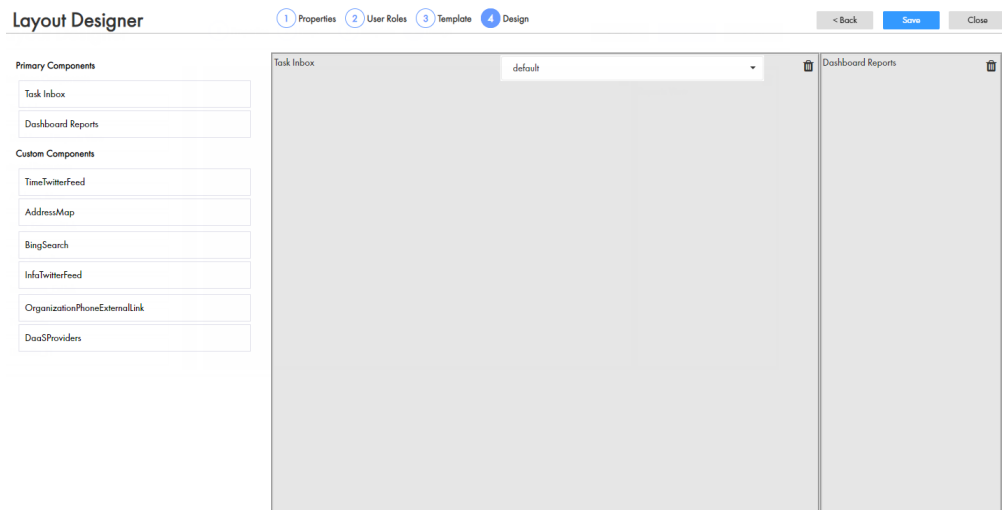 Layout Designer
1 Properties 2 User Roles 3 Template 4 Design
< Back Save Close
Primary Components
Task Inbox
Dashboard Reports
Custom Components
TimeTwitterFeed
AddressMap
BingSearch
InfaTwitterFeed
OrganizationPhoneExternalLink
DaaSProviders
Task Inbox default
Dashboard Reports